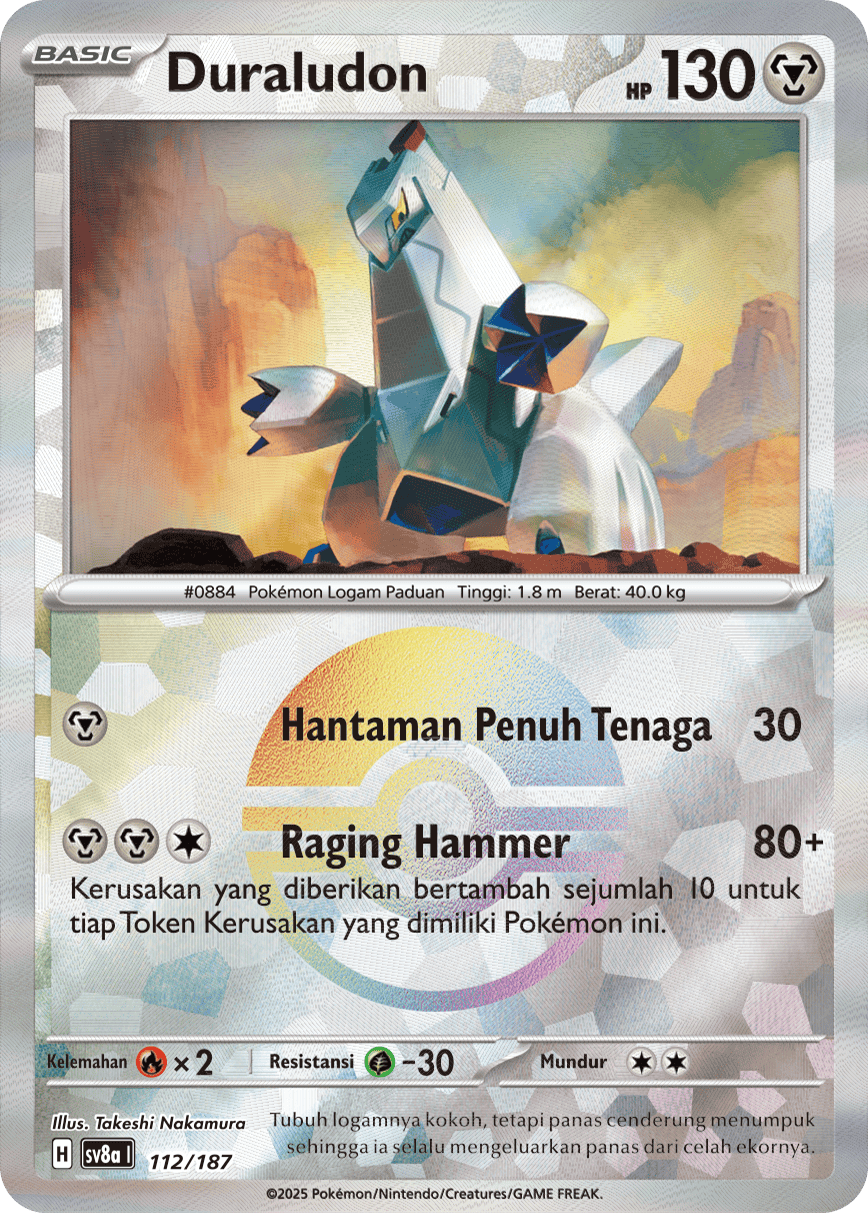 BASIC Duraludon HP 130
#0884 Pokémon Logam Paduan Tinggi: 1.8 m Berat: 40.0 kg
Hantaman Penuh Tenaga 30
Raging Hammer 80+
Kerusakan yang diberikan bertambah sejumlah 10 untuk
tiap Token Kerusakan yang dimiliki Pokémon ini.
Kelemahan ×2 Resistansi -30 Mundur
Illus. Takeshi Nakamura
H sv8a I 112/187
Tubuh logamnya kokoh, tetapi panas cenderung menumpuk
sehingga ia selalu mengeluarkan panas dari celah ekornya.
©2025 Pokémon/Nintendo/Creatures/GAME FREAK.